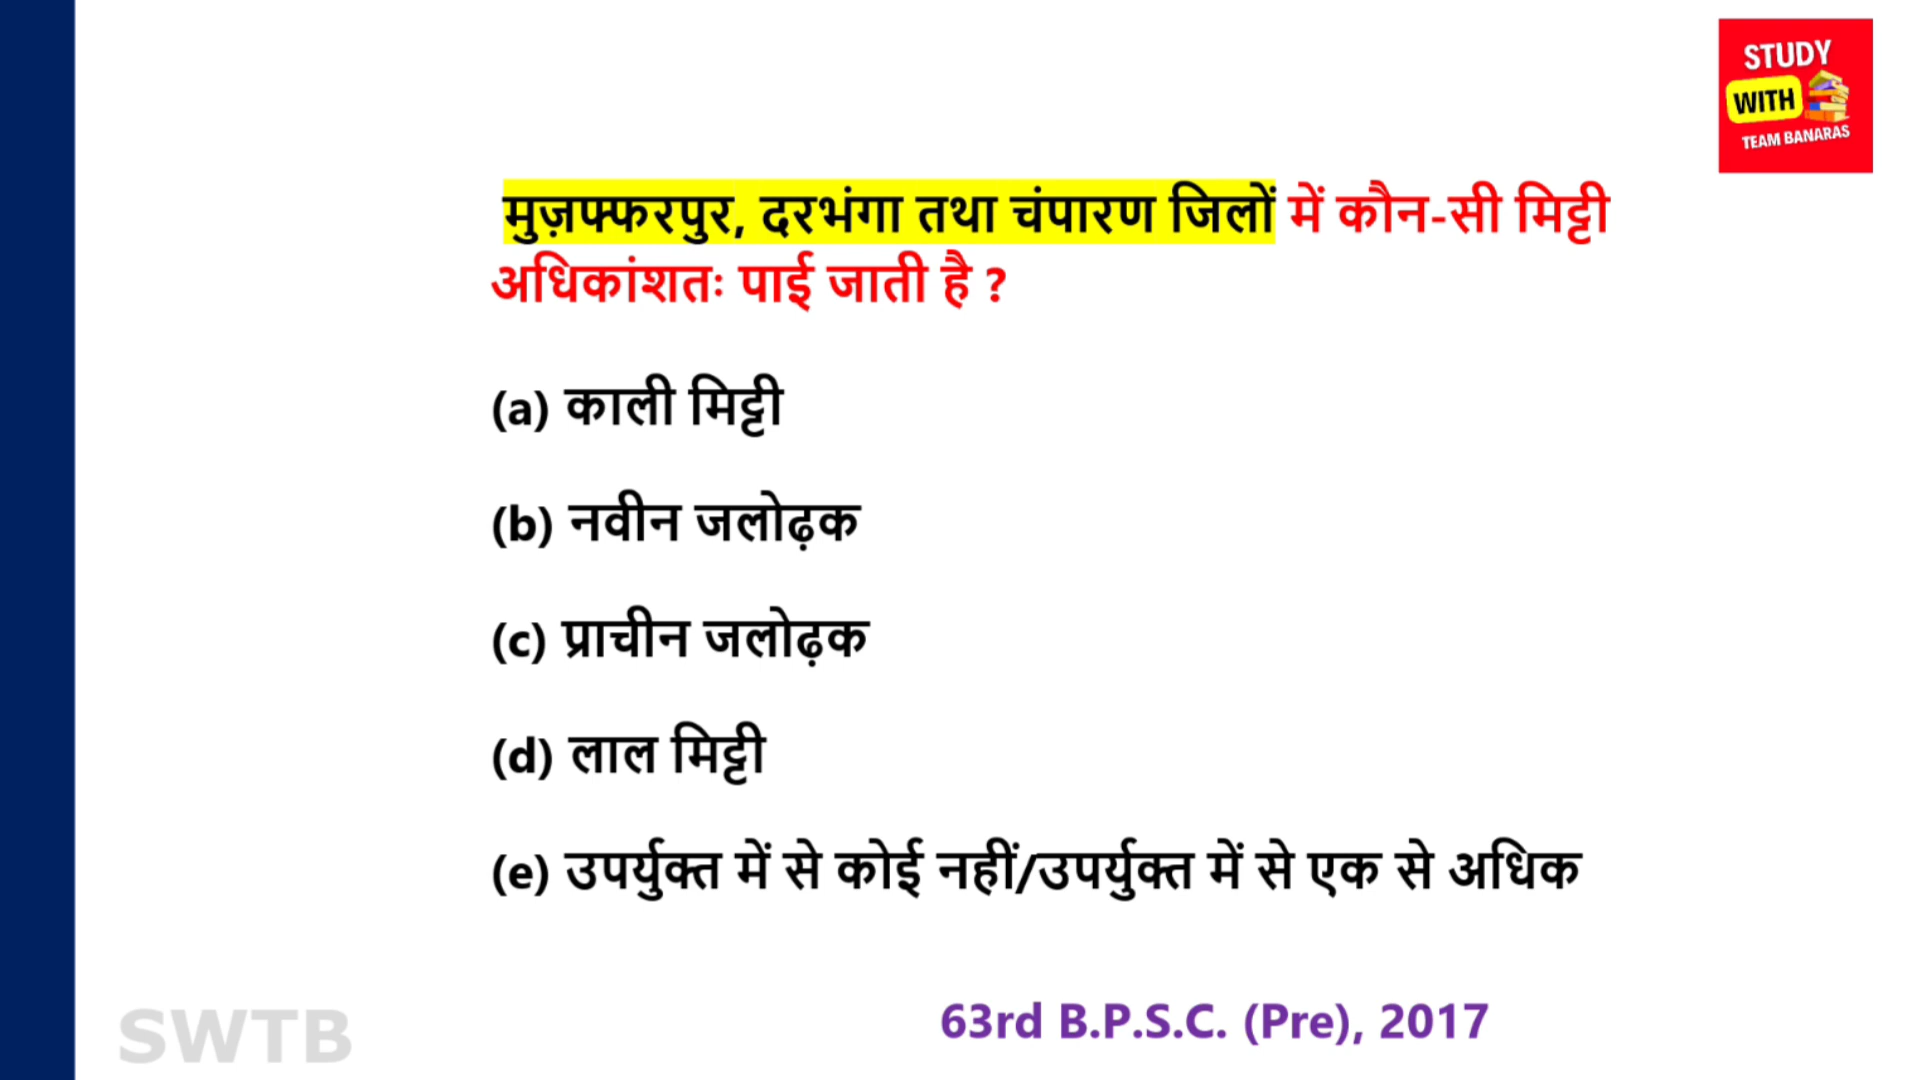 STUDY
WITH
TEAM BANARAS
मुज़फ्फरपुर, दरभंगा तथा चंपारण जिलों में कौन-सी मिट्टी
अधिकांशतः पाई जाती है ?
(a) काली मिट्टी
(b) नवीन जलोढ़क
(c) प्राचीन जलोढ़क
(d) लाल मिट्टी
(e) उपर्युक्त में से कोई नहीं/उपर्युक्त में से एक से अधिक
63rd B.P.S.C. (Pre), 2017
SWTB